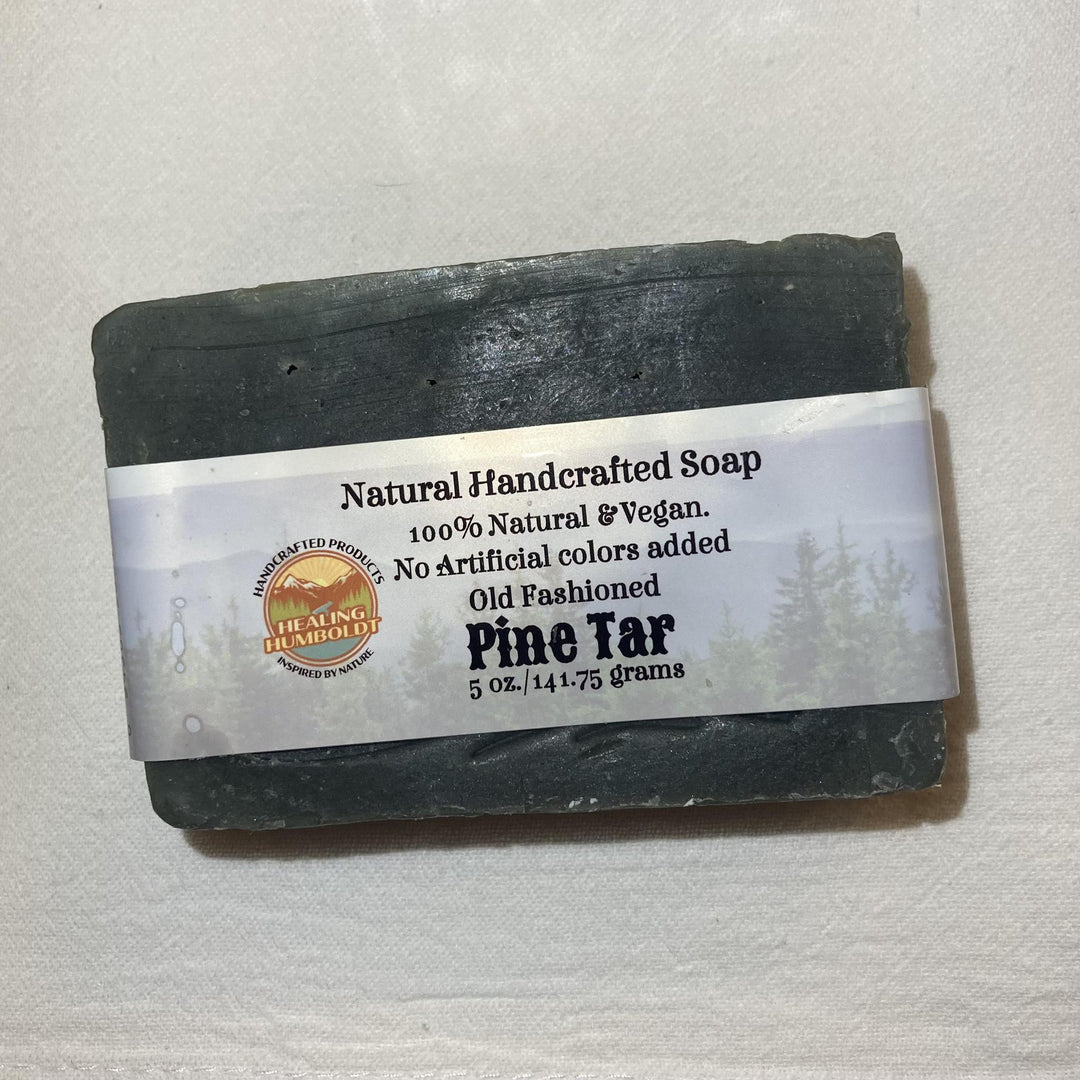 Natural Handcrafted Soap
100% Natural & Vegan.
No Artificial colors added
Old Fashioned
Pine Tar
5 oz./141.75 grams
HANDCRAFTED PRODUCTS
HEALING
HUMBOLDT
INSPIRED BY NATURE